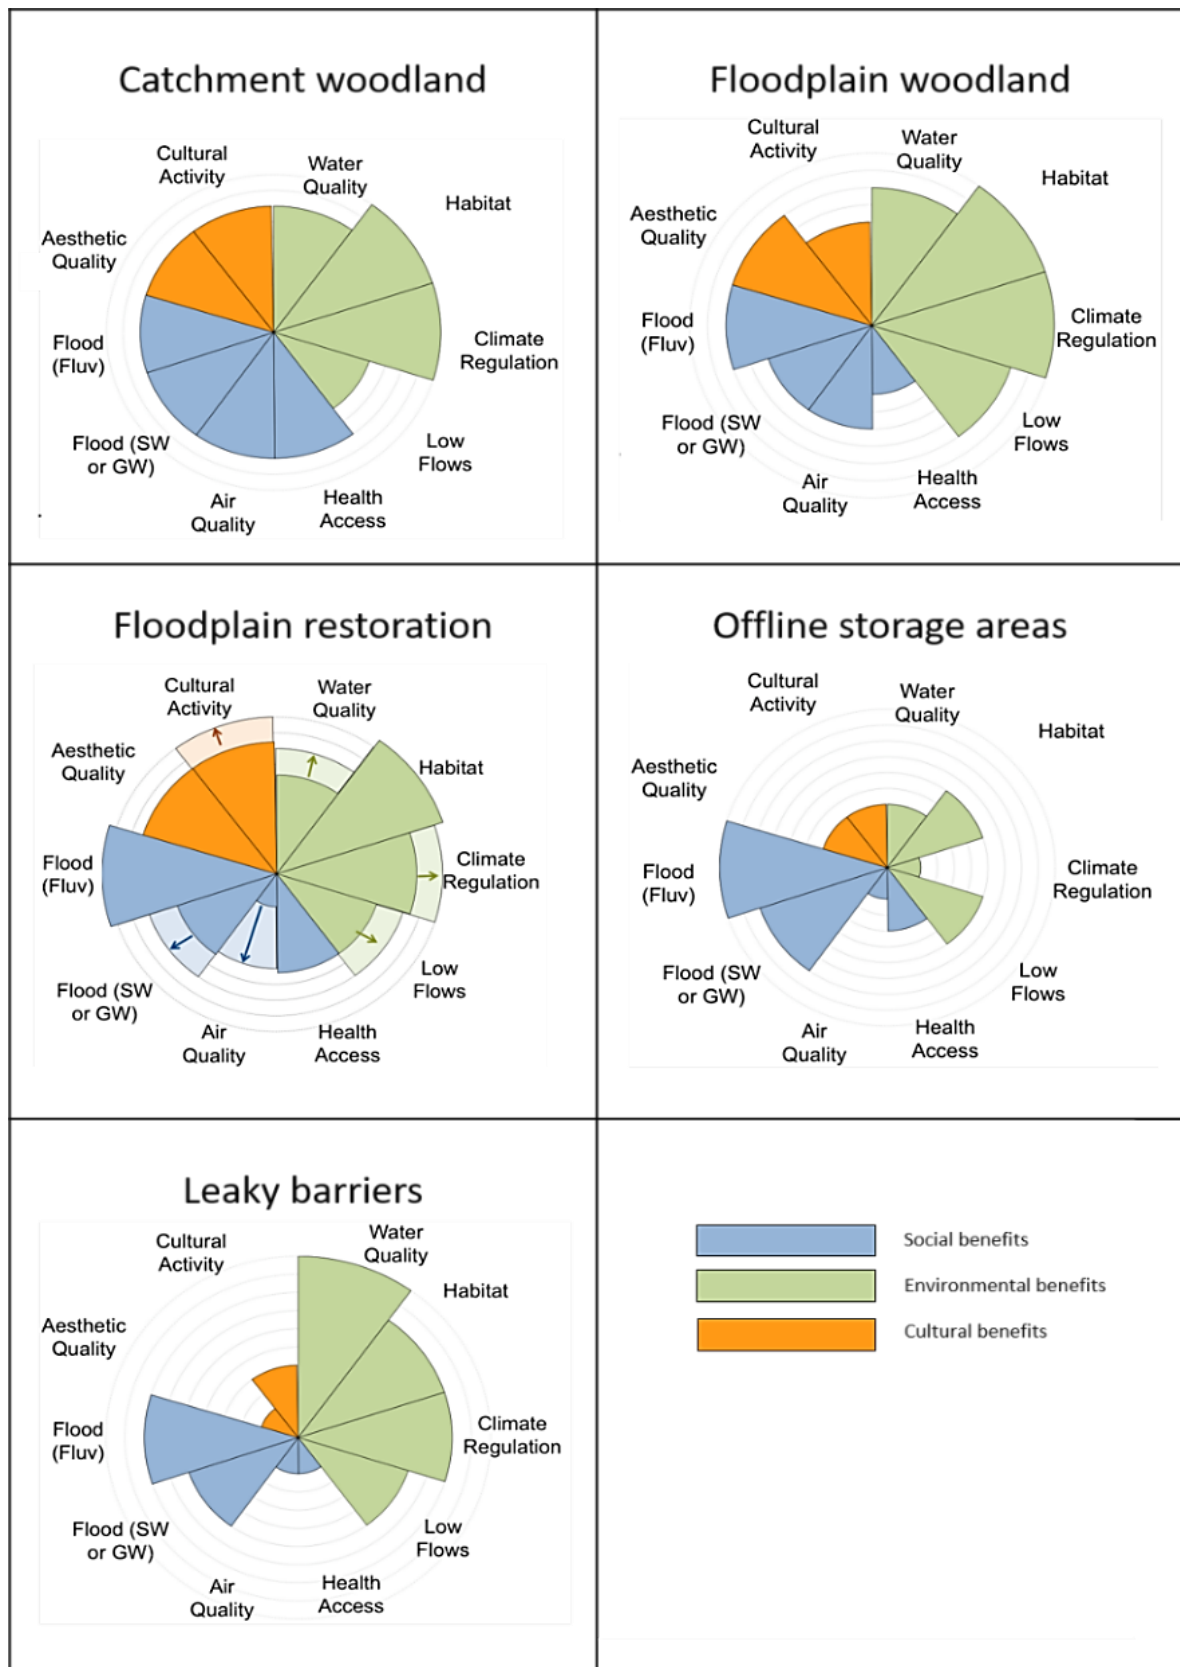 Catchment woodland
Cultural
Activity
Water
Quality
Habitat
Aesthetic
Quality
Flood
(Fluv)
Climate
Regulation
Flood (SW
or GW)
Low
Flows
Air
Quality
Health
Access
Floodplain woodland
Cultural
Activity
Water
Quality
Habitat
Aesthetic
Quality
Flood
(Fluv)
Climate
Regulation
Flood (SW
or GW)
Low
Flows
Air
Quality
Health
Access
Floodplain restoration
Cultural
Activity
Water
Quality
Aesthetic
Quality
Habitat
Flood
(Fluv)
Climate
Regulation
Flood (SW
or GW)
Low
Flows
Air
Quality
Health
Access
Offline storage areas
Cultural
Activity
Water
Quality
Habitat
Aesthetic
Quality
Flood
(Fluv)
Climate
Regulation
Flood (SW
or GW)
Low
Flows
Air
Quality
Health
Access
Leaky barriers
Cultural
Activity
Water
Quality
Habitat
Aesthetic
Quality
Flood
(Fluv)
Climate
Regulation
Flood (SW
or GW)
Low
Flows
Air
Quality
Health
Access
Social benefits
Environmental benefits
Cultural benefits